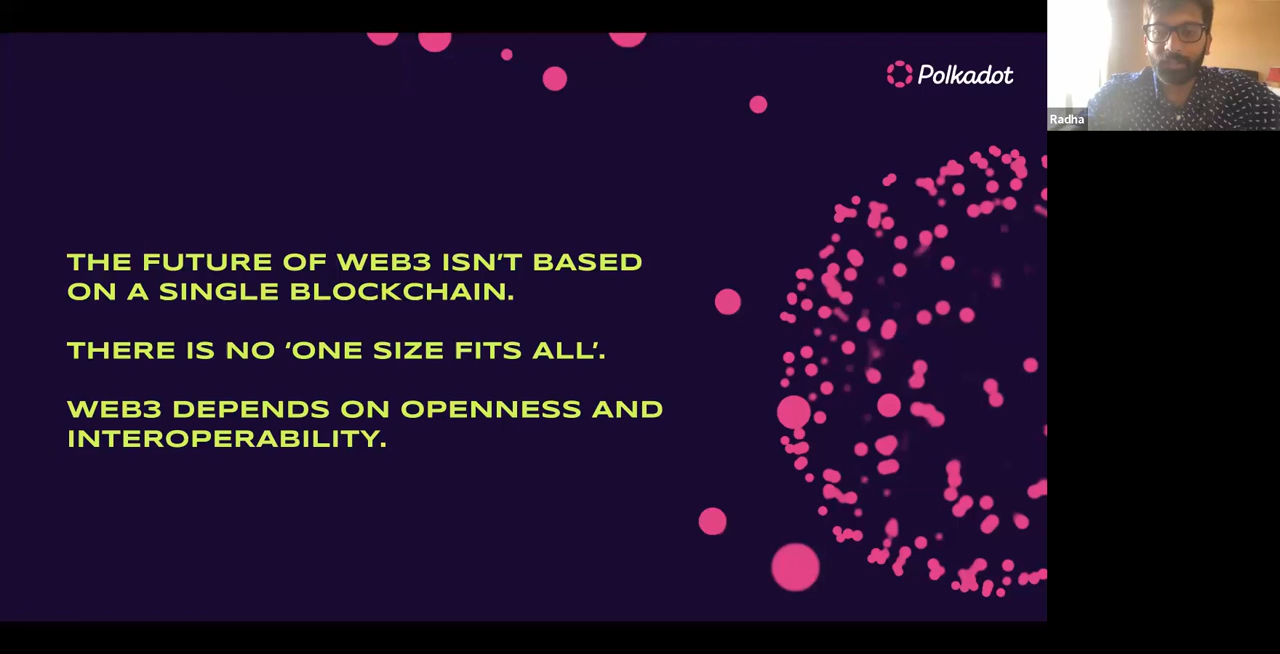 Polkadot
Radha
THE FUTURE OF WEB3 ISN'T BASED
ON A SINGLE BLOCKCHAIN.
THERE IS NO ‘ONE SIZE FITS ALL’.
WEB3 DEPENDS ON OPENNESS AND
INTEROPERABILITY.